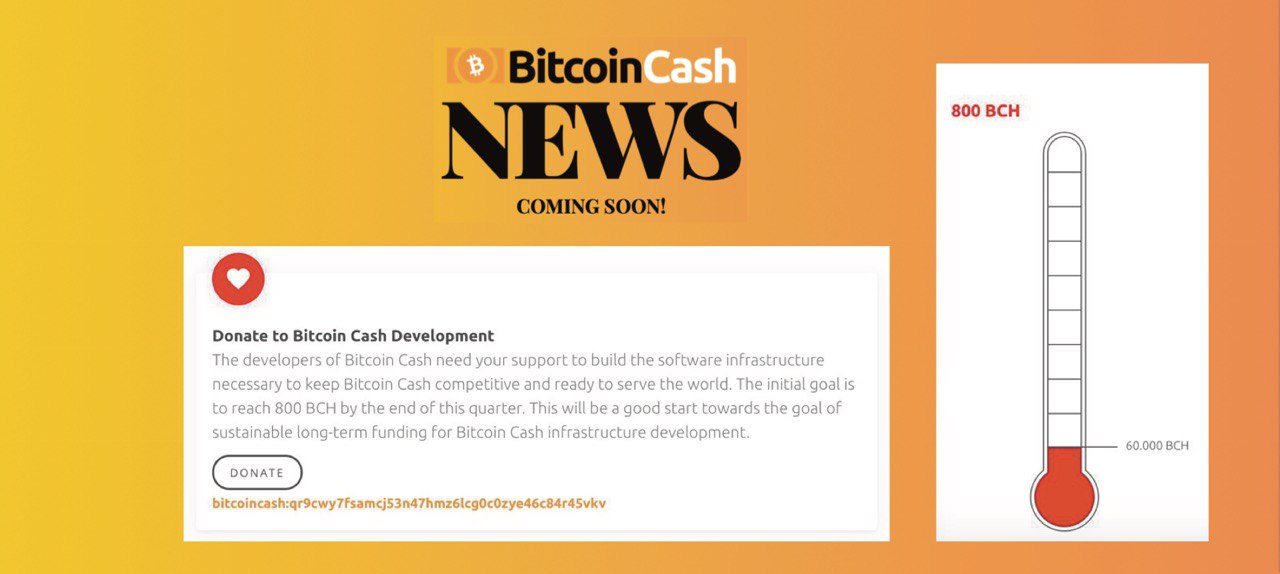 BitcoinCash
NEWS
COMING SOON!
Donate to Bitcoin Cash Development
The developers of Bitcoin Cash need your support to build the software infrastructure
necessary to keep Bitcoin Cash competitive and ready to serve the world. The initial goal is
to reach 800 BCH by the end of this quarter. This will be a good start towards the goal of
sustainable long-term funding for Bitcoin Cash infrastructure development.
DONATE
bitcoincash:qr9cwy7fsamcj53n47hmz6lcg0c0zye46c84r45vkv
800 BCH
60.000 BCH